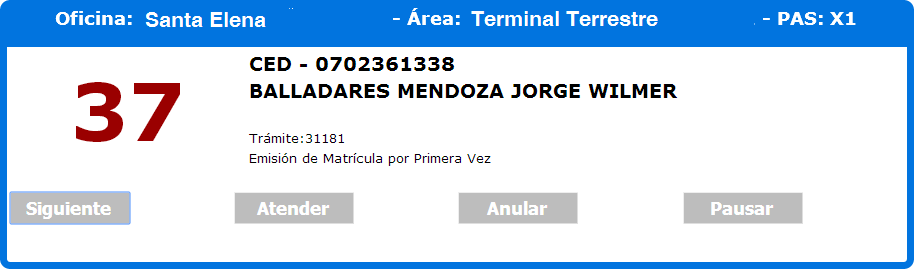 Oficina: Santa Elena - Área: Terminal Terrestre - PAS: X1
37
CED - 0702361338
BALLADARES MENDOZA JORGE WILMER
Trámite:31181
Emisión de Matrícula por Primera Vez
Siguiente Atender Anular Pausar